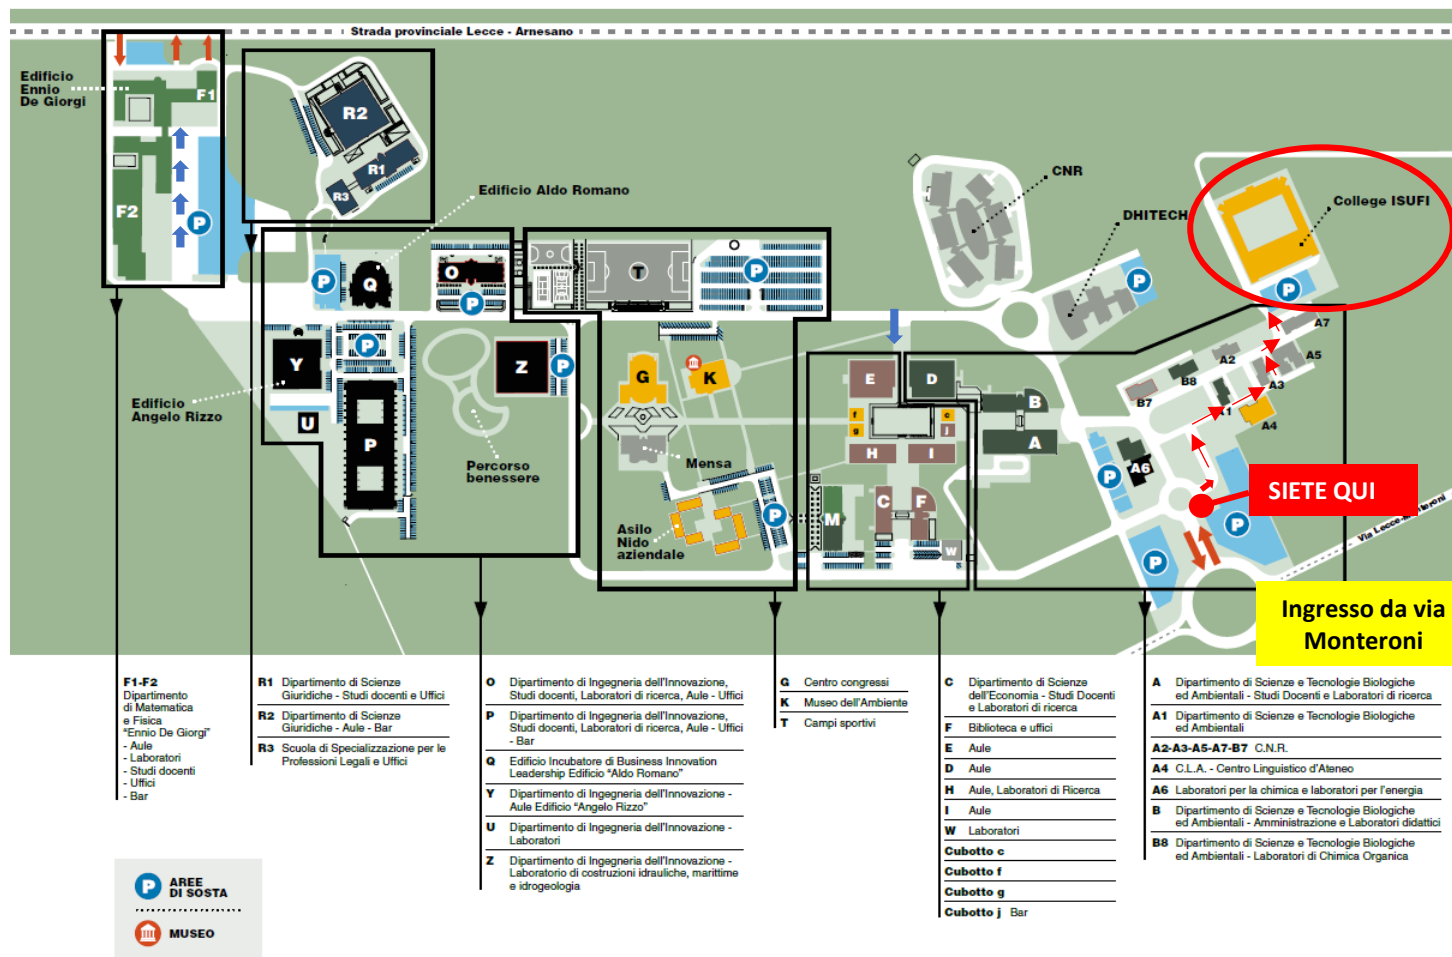 Strada provinciale Lecce - Arnesano
Edificio
Ennio
De Giorgi
F1
F2
P
R2
R1
R3
Edificio Aldo Romano
CNR
DHITECH
P
College ISUFI
P
P
Q
O
P
T
P
Y
P
Z
P
Edificio
Angelo Rizzo
U
P
Percorso
benessere
G
K
Mensa
Asilo
Nido
aziendale
P
E
D
f
g
c
j
H
I
B
A
C
F
M
W
A7
A5
A2
A3
B8
B7
A1
A4
A6
P
P
P
SIETE QUI
Via Lecce-Monteroni
Ingresso da via
Monteroni
F1-F2
Dipartimento
di Matematica
e Fisica
"Ennio De Giorgi"
- Aule
- Laboratori
- Studi docenti
- Uffici
- Bar
R1 Dipartimento di Scienze
Giuridiche - Studi docenti e Uffici
R2 Dipartimento di Scienze
Giuridiche - Aule - Bar
R3 Scuola di Specializzazione per le
Professioni Legali e Uffici
O Dipartimento di Ingegneria dell'Innovazione,
Studi docenti, Laboratori di ricerca, Aule - Uffici
P Dipartimento di Ingegneria dell'Innovazione,
Studi docenti, Laboratori di ricerca, Aule - Uffici
- Bar
Q Edificio Incubatore di Business Innovation
Leadership Edificio "Aldo Romano"
Y Dipartimento di Ingegneria dell'Innovazione -
Aule Edificio "Angelo Rizzo"
U Dipartimento di Ingegneria dell'Innovazione -
Laboratori
Z Dipartimento di Ingegneria dell'Innovazione -
Laboratorio di costruzioni idrauliche, marittime
e idrogeologia
G Centro congressi
K Museo dell'Ambiente
T Campi sportivi
C Dipartimento di Scienze
dell'Economia - Studi Docenti
e Laboratori di ricerca
F Biblioteca e uffici
E Aule
D Aule
H Aule, Laboratori di Ricerca
I Aule
W Laboratori
Cubotto c
Cubotto f
Cubotto g
Cubotto j Bar
A Dipartimento di Scienze e Tecnologie Biologiche
ed Ambientali - Studi Docenti e Laboratori di ricerca
A1 Dipartimento di Scienze e Tecnologie Biologiche
ed Ambientali
A2-A3-A5-A7-B7 C.N.R.
A4 C.L.A. - Centro Linguistico d'Ateneo
A6 Laboratori per la chimica e laboratori per l'energia
B Dipartimento di Scienze e Tecnologie Biologiche
ed Ambientali - Amministrazione e Laboratori didattici
B8 Dipartimento di Scienze e Tecnologie Biologiche
ed Ambientali - Laboratori di Chimica Organica
P AREE
DI SOSTA
MUSEO